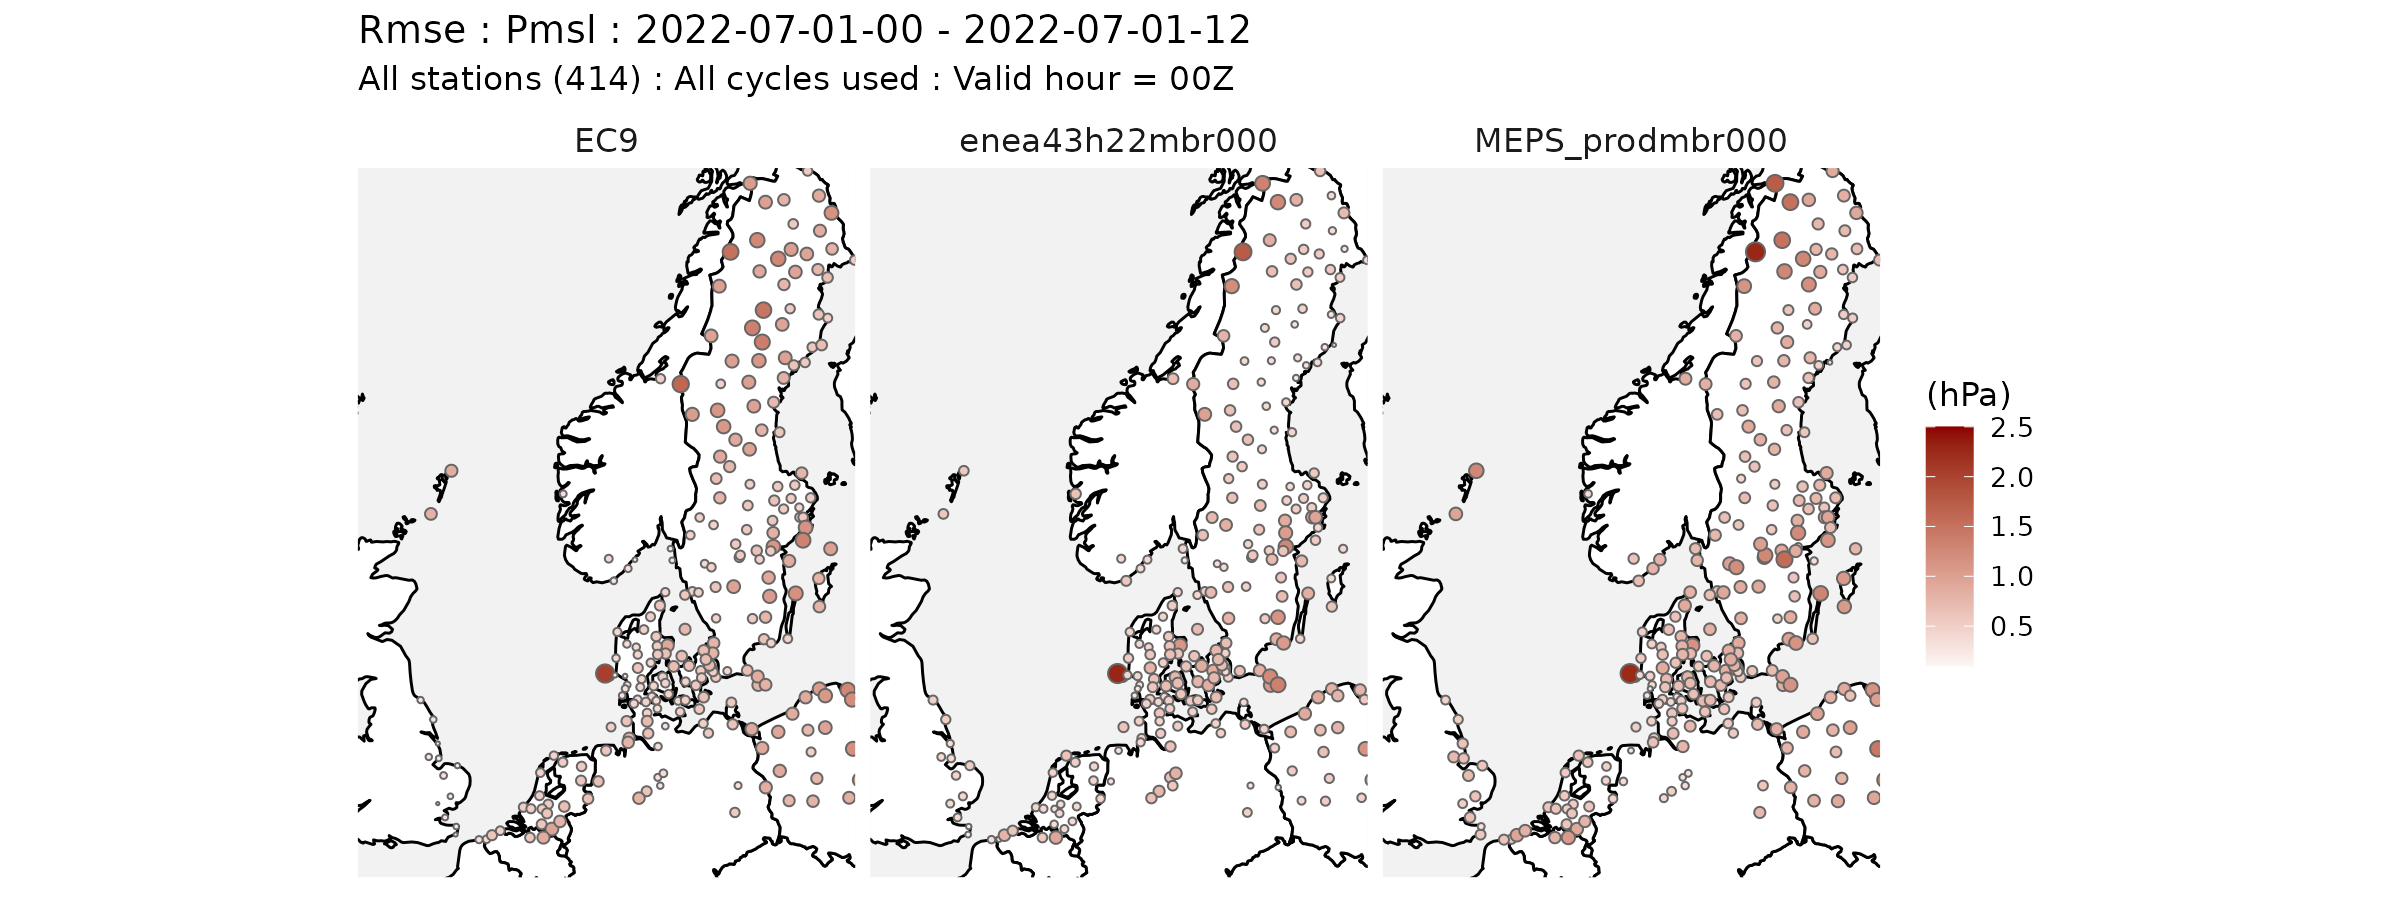 Rmse : Pmsl : 2022-07-01-00 - 2022-07-01-12
All stations (414) : All cycles used : Valid hour = 00Z
EC9
enea43h22mbr000
MEPS_prodmbr000
(hPa)
2.5
2.0
1.5
1.0
0.5